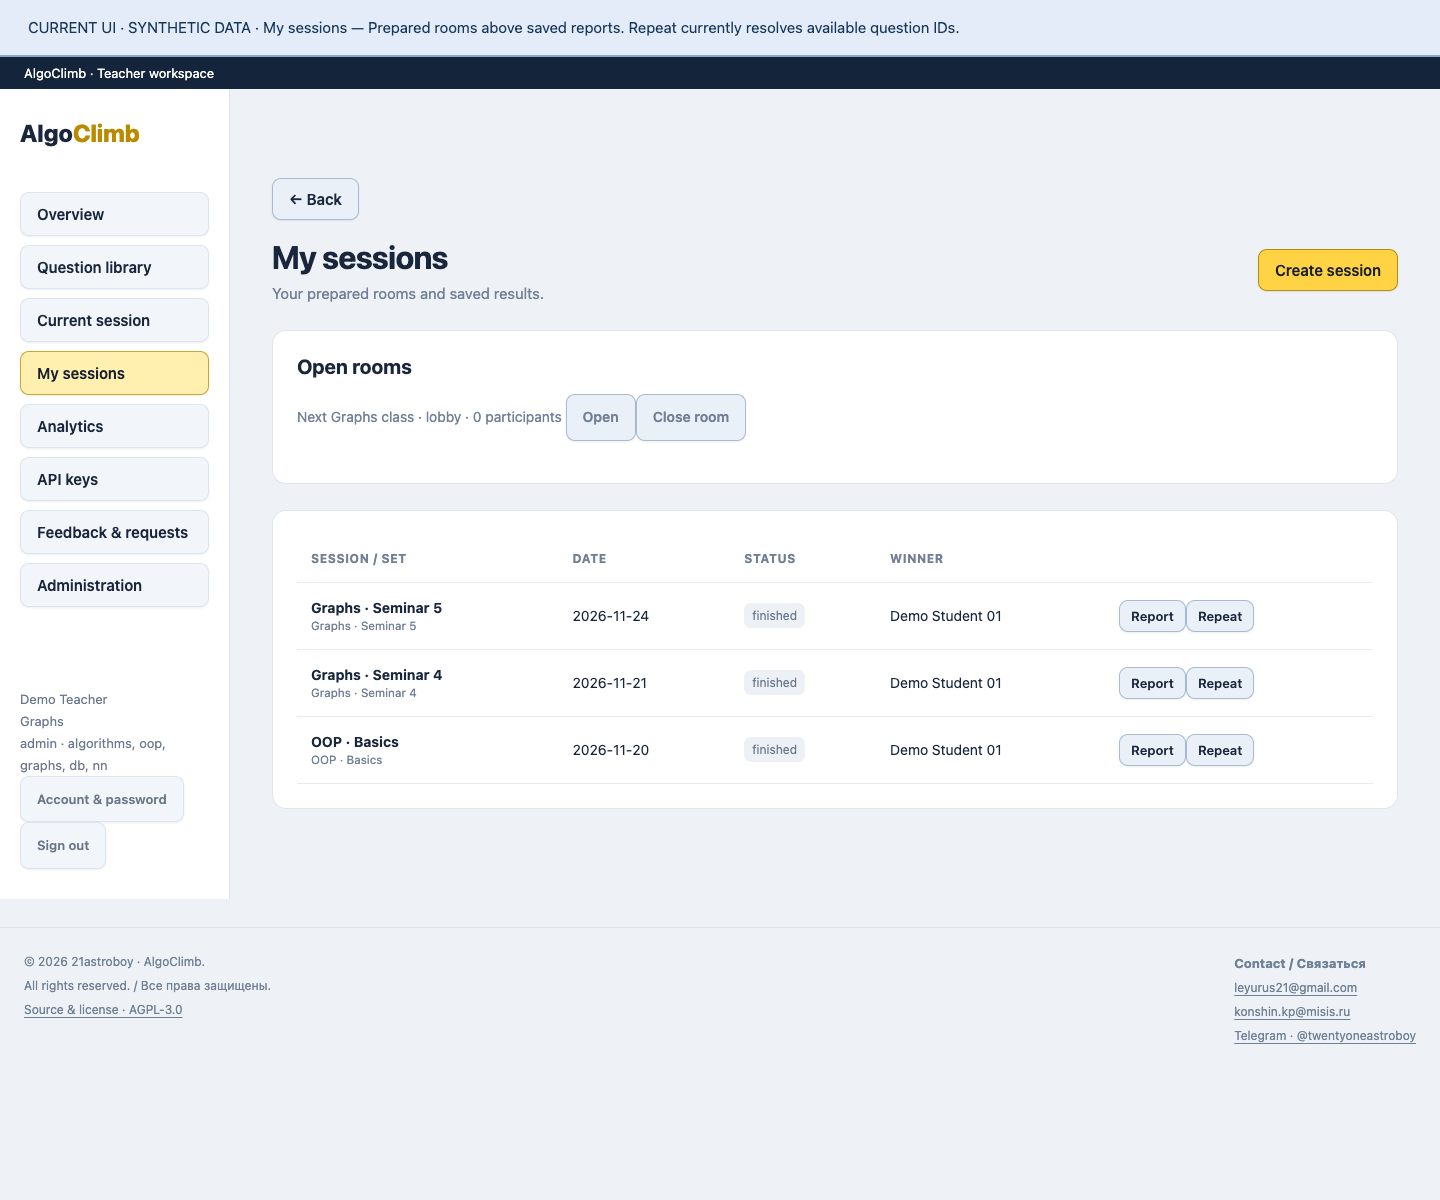 CURRENT UI · SYNTHETIC DATA · My sessions — Prepared rooms above saved reports. Repeat currently resolves available question IDs.
AlgoClimb · Teacher workspace
AlgoClimb
Overview
Question library
Current session
My sessions
Analytics
API keys
Feedback & requests
Administration
Demo Teacher
Graphs
admin · algorithms, oop,
graphs, db, nn
Account & password
Sign out
← Back
My sessions
Your prepared rooms and saved results.
Create session
Open rooms
Next Graphs class · lobby · 0 participants Open Close room
SESSION / SET DATE STATUS WINNER
Graphs · Seminar 5 2026-11-24 finished Demo Student 01 Report Repeat
Graphs · Seminar 5
Graphs · Seminar 4 2026-11-21 finished Demo Student 01 Report Repeat
Graphs · Seminar 4
OOP · Basics 2026-11-20 finished Demo Student 01 Report Repeat
OOP · Basics
© 2026 21astroboy · AlgoClimb.
All rights reserved. / Все права защищены.
Source & license · AGPL-3.0
Contact / Связаться
leyurus21@gmail.com
konshin.kp@misis.ru
Telegram · @twentyoneastroboy